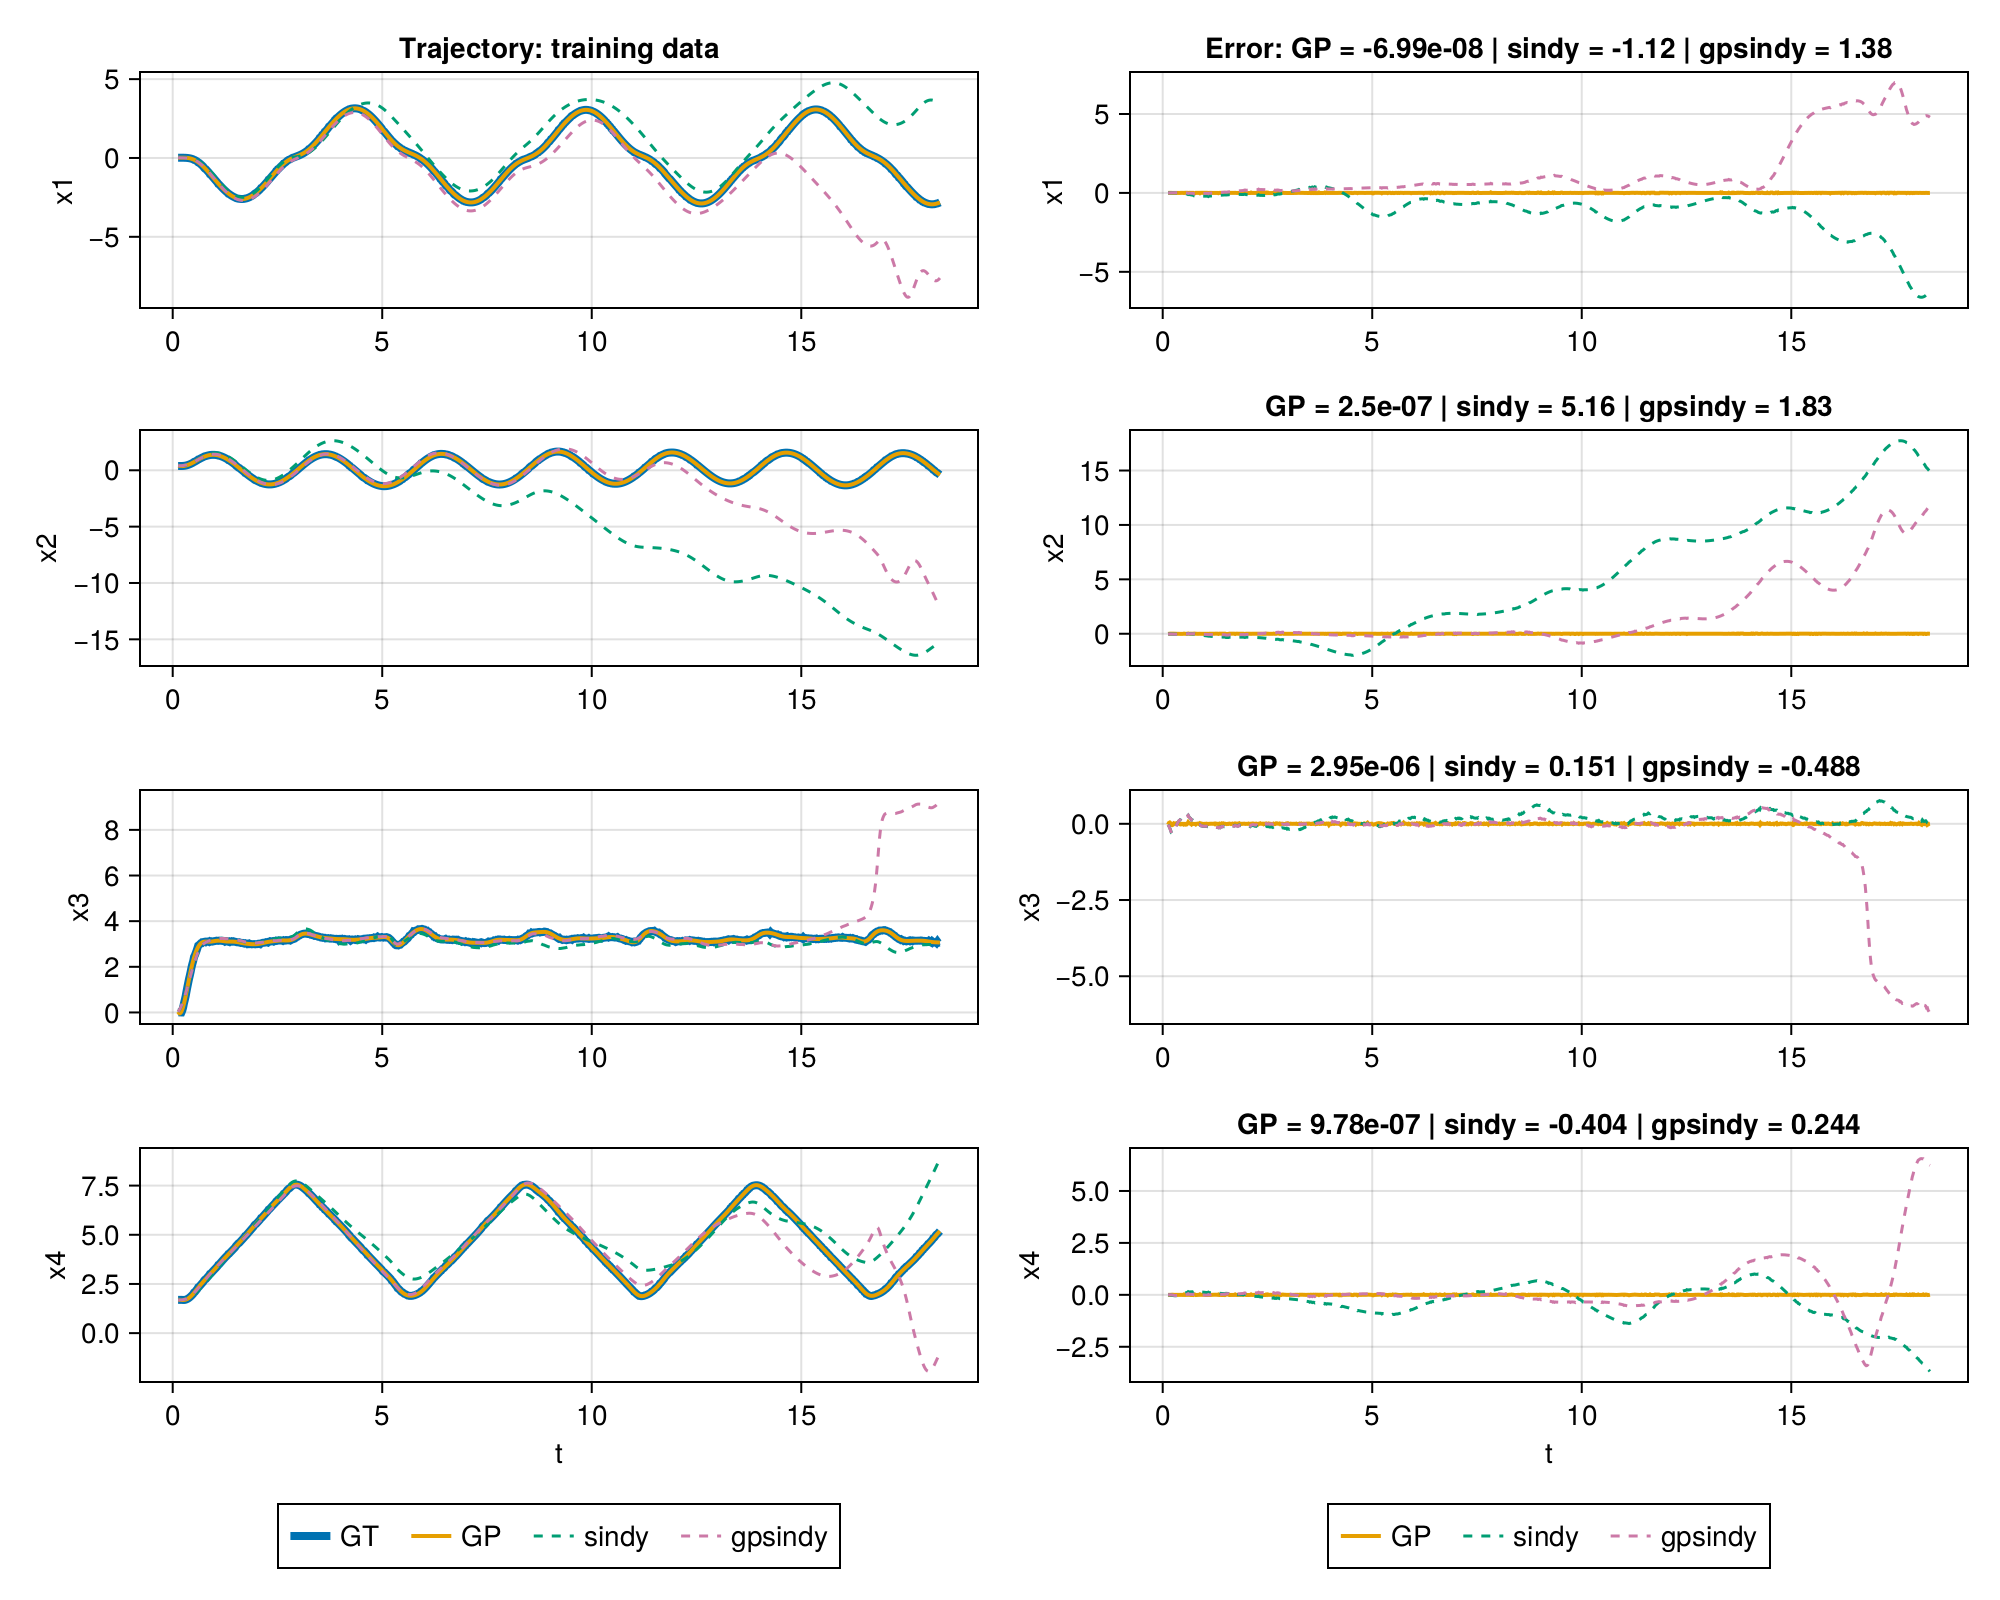 Trajectory: training data
5
0
−5
x1
0 5 10 15
Error: GP = -6.99e-08 | sindy = -1.12 | gpsindy = 1.38
5
0
−5
x1
0 5 10 15
0
−5
−10
−15
x2
0 5 10 15
GP = 2.5e-07 | sindy = 5.16 | gpsindy = 1.83
15
10
5
0
x2
0 5 10 15
8
6
4
2
0
x3
0 5 10 15
GP = 2.95e-06 | sindy = 0.151 | gpsindy = -0.488
0.0
−2.5
−5.0
x3
0 5 10 15
7.5
5.0
2.5
0.0
x4
0 5 10 15
t
GP = 9.78e-07 | sindy = -0.404 | gpsindy = 0.244
5.0
2.5
0.0
−2.5
x4
0 5 10 15
t
GT GP sindy gpsindy
GP sindy gpsindy